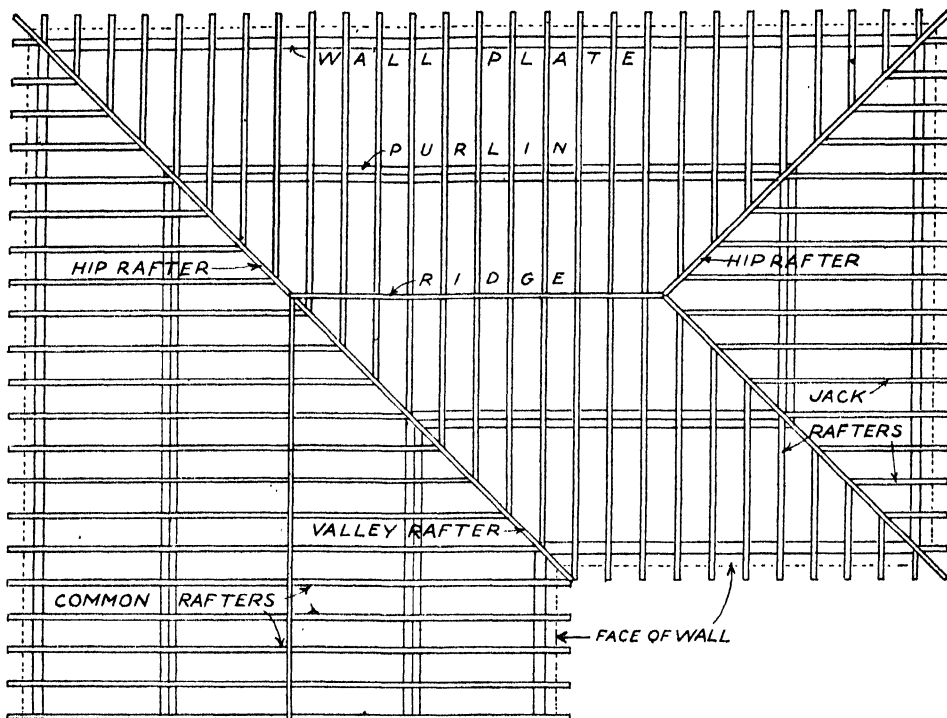 WALL PLATE
PURLIN
HIP RAFTER
HIP RAFTER
RIDGE
JACK
RAFTERS
VALLEY RAFTER
COMMON RAFTERS
FACE OF WALL